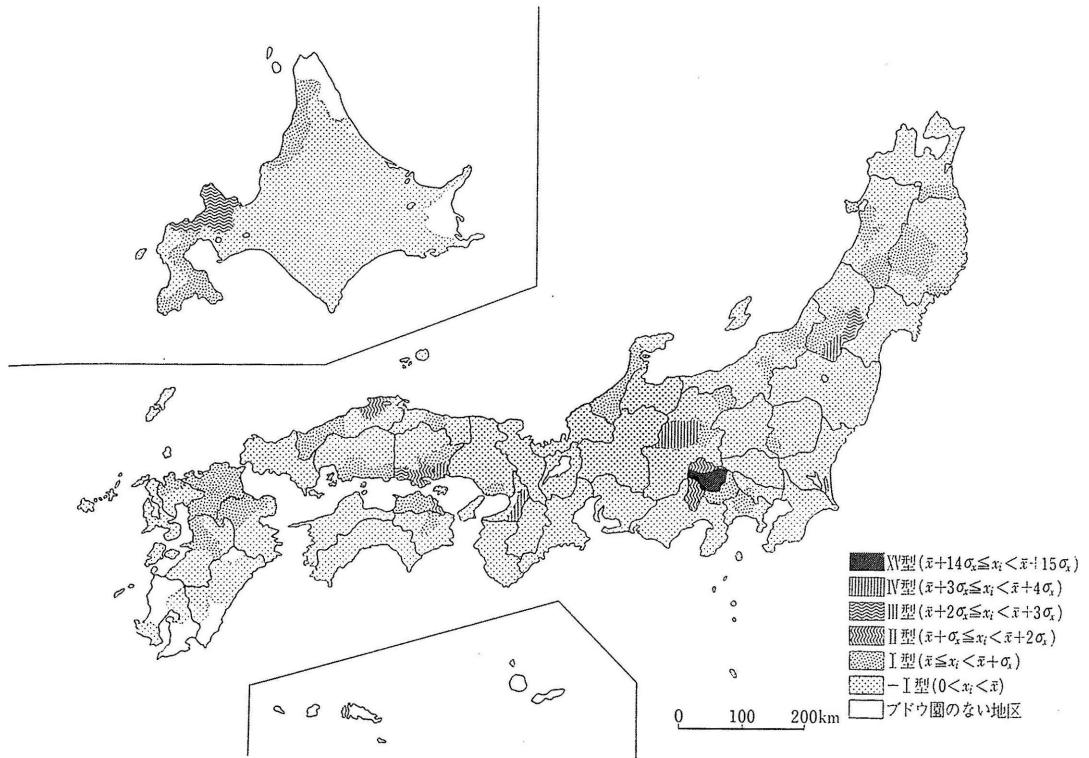 XV型(x̄+14σₓ≦xᵢ<x̄+15σₓ)
IV型(x̄+3σₓ≦xᵢ<x̄+4σₓ)
III型(x̄+2σₓ≦xᵢ<x̄+3σₓ)
II型(x̄+σₓ≦xᵢ<x̄+2σₓ)
I型(x̄≦xᵢ<x̄+σₓ)
−I型(0<xᵢ<x̄)
ブドウ園のない地区
0 100 200km